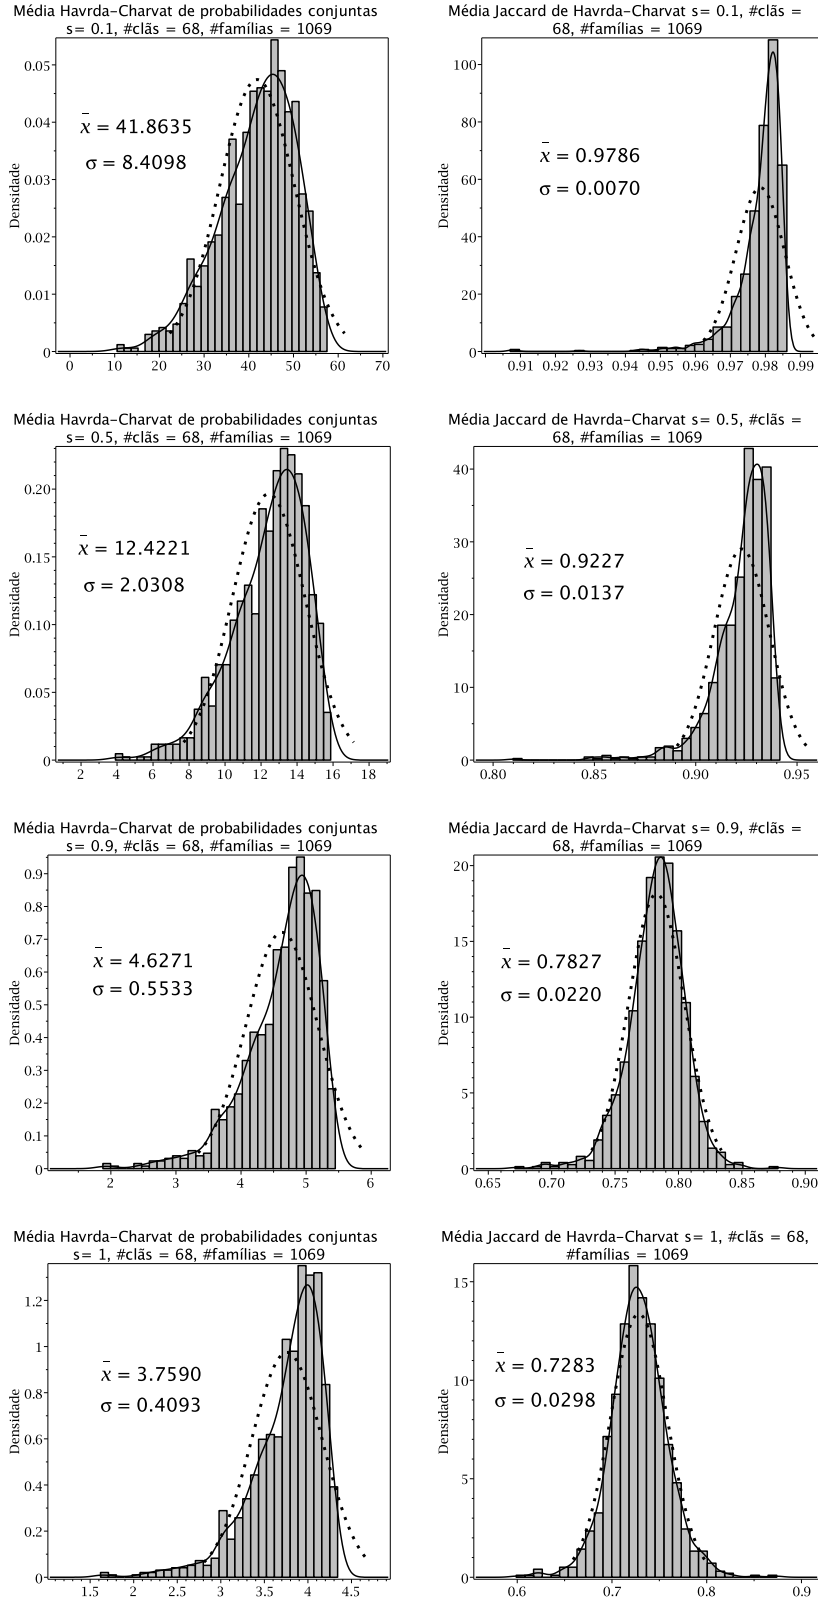 Média Havrda-Charvat de probabilidades conjuntas
s= 0.1, #clãs = 68, #famílias = 1069
x̄ = 41.8635
σ = 8.4098
Densidade
0.05
0.04
0.03
0.02
0.01
0
0 10 20 30 40 50 60 70
Média Jaccard Havrda-Charvat s= 0.1, #clãs =
68, #famílias = 1069
x̄ = 0.9786
σ = 0.0070
Densidade
100
80
60
40
20
0
0.91 0.92 0.93 0.94 0.95 0.96 0.97 0.98 0.99
Média Havrda-Charvat de probabilidades conjuntas
s= 0.5, #clãs = 68, #famílias = 1069
x̄ = 12.4221
σ = 2.0308
Densidade
0.20
0.15
0.10
0.05
0
2 4 6 8 10 12 14 16 18
Média Jaccard de Havrda-Charvat s= 0.5, #clãs =
68, #famílias = 1069
x̄ = 0.9227
σ = 0.0137
Densidade
40
30
20
10
0
0.80 0.85 0.90 0.95
Média Havrda-Charvat de probabilidades conjuntas
s= 0.9, #clãs = 68, #famílias = 1069
x̄ = 4.6271
σ = 0.5533
Densidade
0.9
0.8
0.7
0.6
0.5
0.4
0.3
0.2
0.1
0
2 3 4 5 6
Média Jaccard de Havrda-Charvat s= 0.9, #clãs =
68, #famílias = 1069
x̄ = 0.7827
σ = 0.0220
Densidade
20
15
10
5
0
0.65 0.70 0.75 0.80 0.85 0.90
Média Havrda-Charvat de probabilidades conjuntas
s= 1, #clãs = 68, #famílias = 1069
x̄ = 3.7590
σ = 0.4093
Densidade
1.2
1
0.8
0.6
0.4
0.2
0
1.5 2 2.5 3 3.5 4 4.5
Média Jaccard de Havrda-Charvat s= 1, #clãs = 68,
#famílias = 1069
x̄ = 0.7283
σ = 0.0298
Densidade
15
10
5
0
0.6 0.7 0.8 0.9